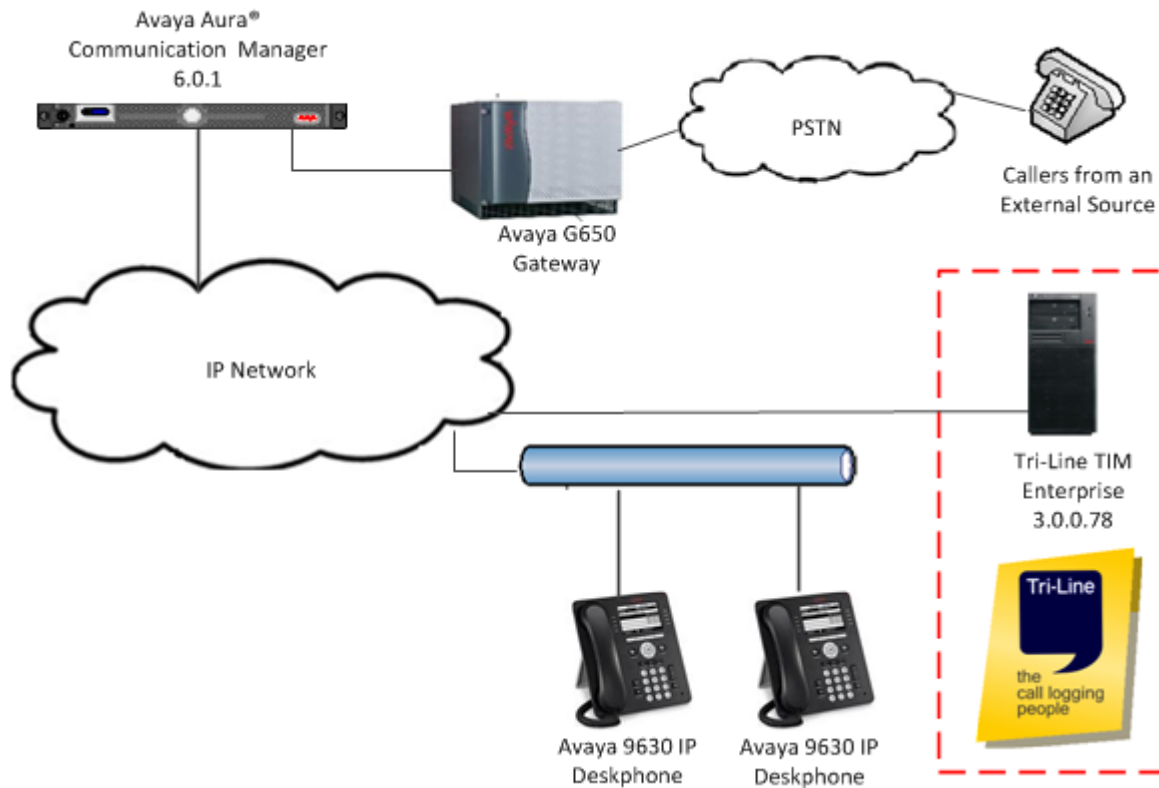 Avaya Aura®
Communication Manager
6.0.1
PSTN
Callers from an
External Source
Avaya G650
Gateway
IP Network
Tri-Line TIM
Enterprise
3.0.0.78
Tri-Line
the
call logging
people
Avaya 9630 IP
Deskphone
Avaya 9630 IP
Deskphone